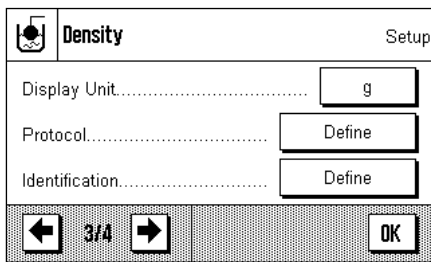 Density Setup
Display Unit................................... g
Protocol.............................. Define
Identification........................... Define
3/4 OK